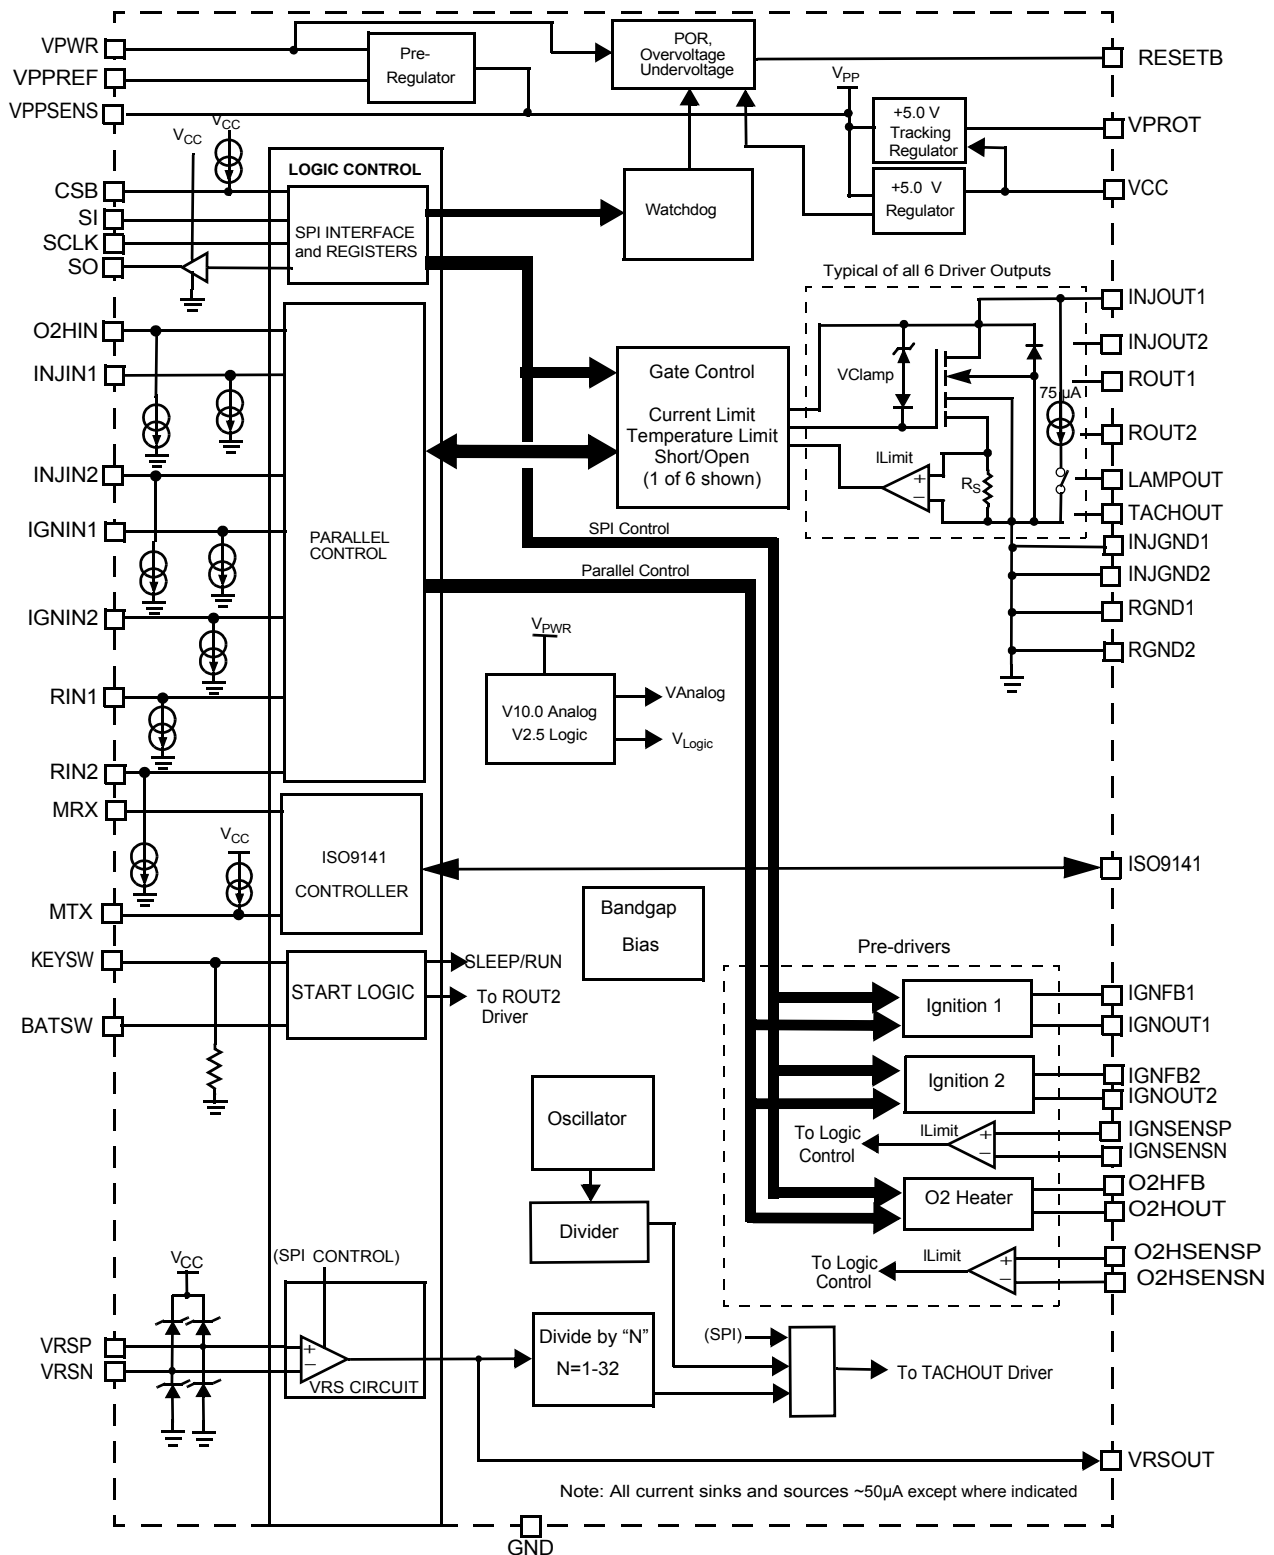 VPWR
VPPREF
VPPSENS
Pre-
Regulator
POR,
Overvoltage
Undervoltage
RESETB
VPP
+5.0 V
Tracking
Regulator
VPROT
+5.0 V
Regulator
VCC
VCC
VCC
LOGIC CONTROL
CSB
SI
SCLK
SO
SPI INTERFACE
and REGISTERS
Watchdog
Typical of all 6 Driver Outputs
O2HIN
INJIN1
INJIN2
IGNIN1
IGNIN2
RIN1
RIN2
MRX
MTX
PARALLEL
CONTROL
Gate Control
Current Limit
Temperature Limit
Short/Open
(1 of 6 shown)
VClamp
75 µA
ILimit
+
−
RS
INJOUT1
INJOUT2
ROUT1
ROUT2
LAMPOUT
TACHOUT
INJGND1
INJGND2
RGND1
RGND2
SPI Control
Parallel Control
VPWR
V10.0 Analog
V2.5 Logic
VAnalog
VLogic
VCC
ISO9141
CONTROLLER
ISO9141
Bandgap
Bias
KEYSW
BATSW
START LOGIC
SLEEP/RUN
To ROUT2
Driver
Pre-drivers
Ignition 1
IGNFB1
IGNOUT1
Ignition 2
IGNFB2
IGNOUT2
To Logic
Control
ILimit
+
−
IGNSENSP
IGNSENSN
O2 Heater
O2HFB
O2HOUT
To Logic
Control
ILimit
+
−
O2HSENSP
O2HSENSN
Oscillator
Divider
VCC
(SPI CONTROL)
VRSP
VRSN
+
−
VRS CIRCUIT
Divide by “N”
N=1-32
(SPI)
To TACHOUT Driver
VRSOUT
Note: All current sinks and sources ~50µA except where indicated
GND